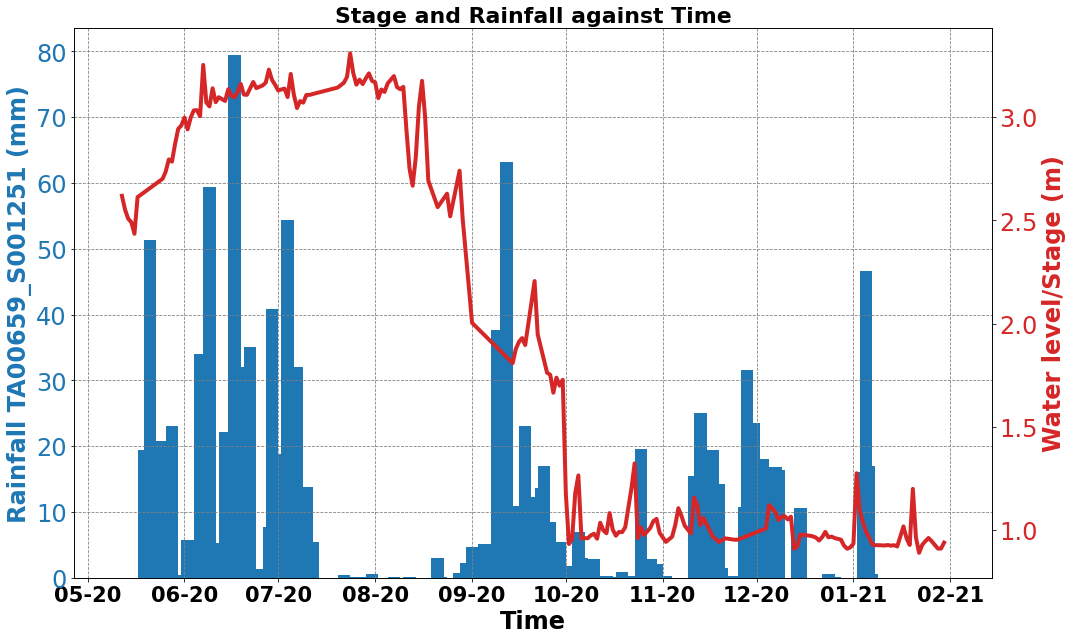 Stage and Rainfall against Time
Rainfall TA00659_S001251 (mm)
80
70
60
50
40
30
20
10
0
Water level/Stage (m)
3.0
2.5
2.0
1.5
1.0
05-20 06-20 07-20 08-20 09-20 10-20 11-20 12-20 01-21 02-21
Time